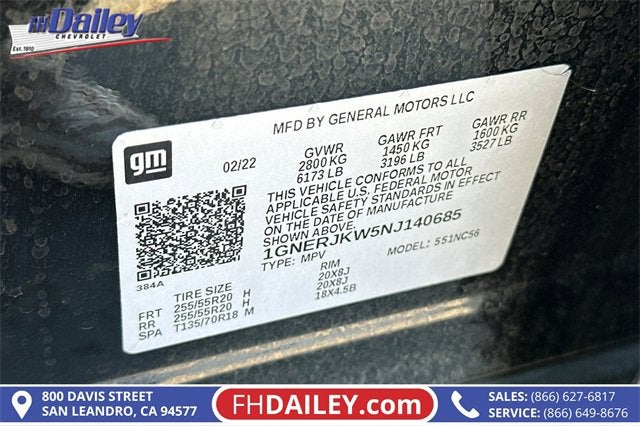 FH Dailey
CHEVROLET
Est. 1910
MFD BY GENERAL MOTORS LLC
gm
02/22
GVWR GAWR FRT GAWR RR
2800 KG 1450 KG 1600 KG
6173 LB 3196 LB 3527 LB
THIS VEHICLE CONFORMS TO ALL
APPLICABLE U.S. FEDERAL MOTOR
VEHICLE SAFETY STANDARDS IN EFFECT
ON THE DATE OF MANUFACTURE
SHOWN ABOVE.
1GNERJKW5NJ140685
TYPE: MPV MODEL: 551NC56
384A
TIRE SIZE RIM
FRT 255/55R20 H 20X8J
RR 255/55R20 H 20X8J
SPA T135/70R18 M 18X4.5B
800 DAVIS STREET
SAN LEANDRO, CA 94577
FHDAILEY.com
SALES: (866) 627-6817
SERVICE: (866) 649-8676